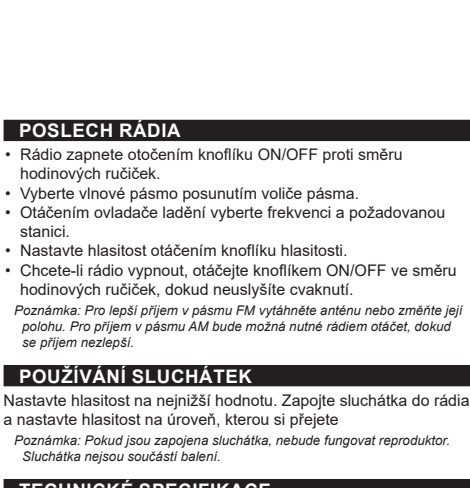 POSLECH RÁDIA
• Rádio zapnete otočením knoflíku ON/OFF proti směru
hodinových ručiček.
• Vyberte vlnové pásmo posunutím voliče pásma.
• Otáčením ovladače ladění vyberte frekvenci a požadovanou
stanici.
• Nastavte hlasitost otáčením knoflíku hlasitosti.
• Chcete-li rádio vypnout, otáčejte knoflíkem ON/OFF ve směru
hodinových ručiček, dokud neuslyšíte cvaknutí.
Poznámka: Pro lepší příjem v pásmu FM vytáhněte anténu nebo změňte její
polohu. Pro příjem v pásmu AM bude možná nutné rádiem otáčet, dokud
se příjem nezlepší.
POUŽÍVÁNÍ SLUCHÁTEK
Nastavte hlasitost na nejnižší hodnotu. Zapojte sluchátka do rádia
a nastavte hlasitost na úroveň, kterou si přejete
Poznámka: Pokud jsou zapojena sluchátka, nebude fungovat reproduktor.
Sluchátka nejsou součástí balení.
TECHNICKÉ SPECIFIKACE